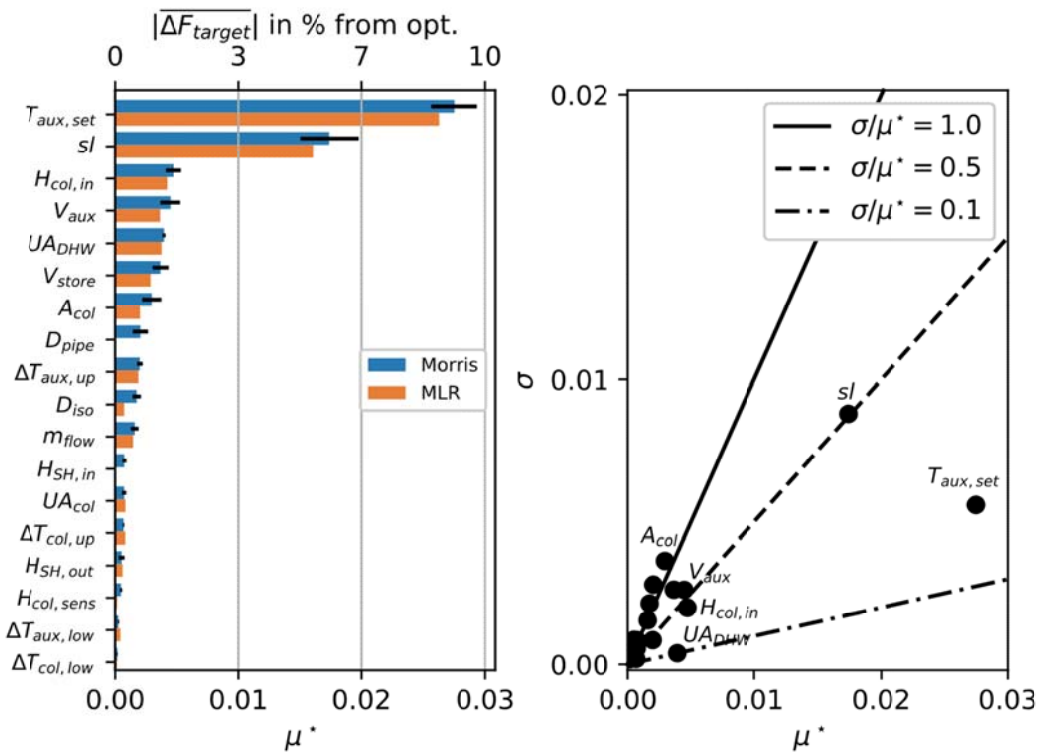 |ΔF_target| in % from opt.
0 3 7 10
T_aux,set
sl
H_col,in
V_aux
UA_DHW
V_store
A_col
D_pipe
ΔT_aux,up
D_iso
m_flow
H_SH,in
UA_col
ΔT_col,up
H_SH,out
H_col,sens
ΔT_aux,low
ΔT_col,low
Morris
MLR
0.00 0.01 0.02 0.03
μ*
σ/μ* = 1.0
σ/μ* = 0.5
σ/μ* = 0.1
0.02
0.01
0.00
σ
sl
T_aux,set
A_col
V_aux
H_col,in
UA_DHW
0.00 0.01 0.02 0.03
μ*